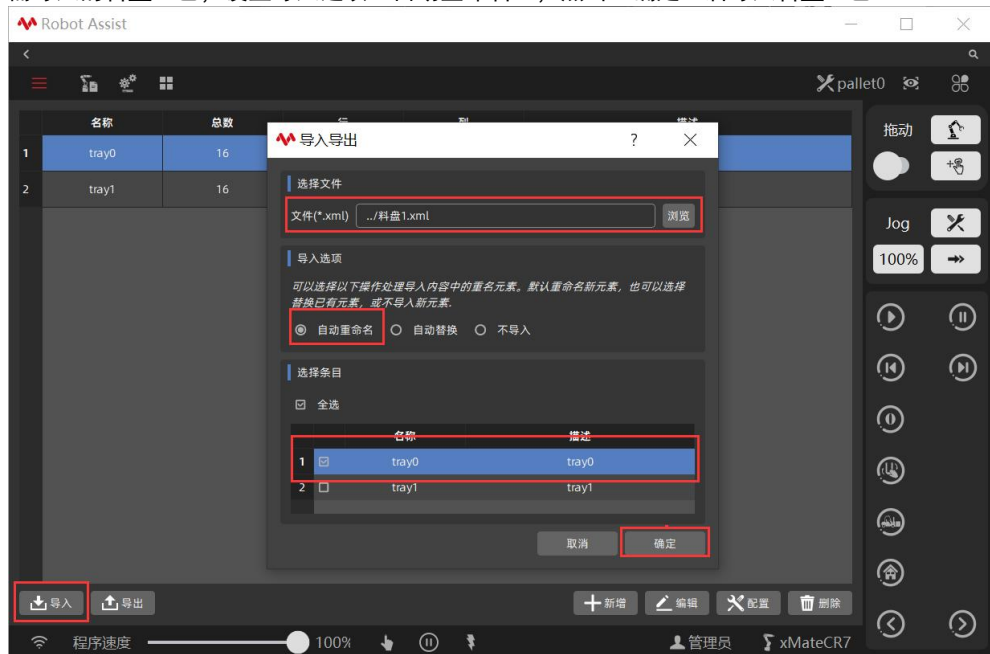 Robot Assist
pallet0
名称 总数 行 列 描述
1 tray0 16
2 tray1 16
导入导出 ?
选择文件
文件(*.xml) ../料盘1.xml 浏览
导入选项
可以选择以下操作处理导入内容中的重名元素。默认重命名新元素，也可以选择
替换已有元素，或不导入新元素.
自动重命名 自动替换 不导入
选择条目
全选
名称 描述
1 tray0 tray0
2 tray1 tray1
取消 确定
拖动
Jog
100%
导入 导出 新增 编辑 配置 删除
程序速度 100% 管理员 xMateCR7